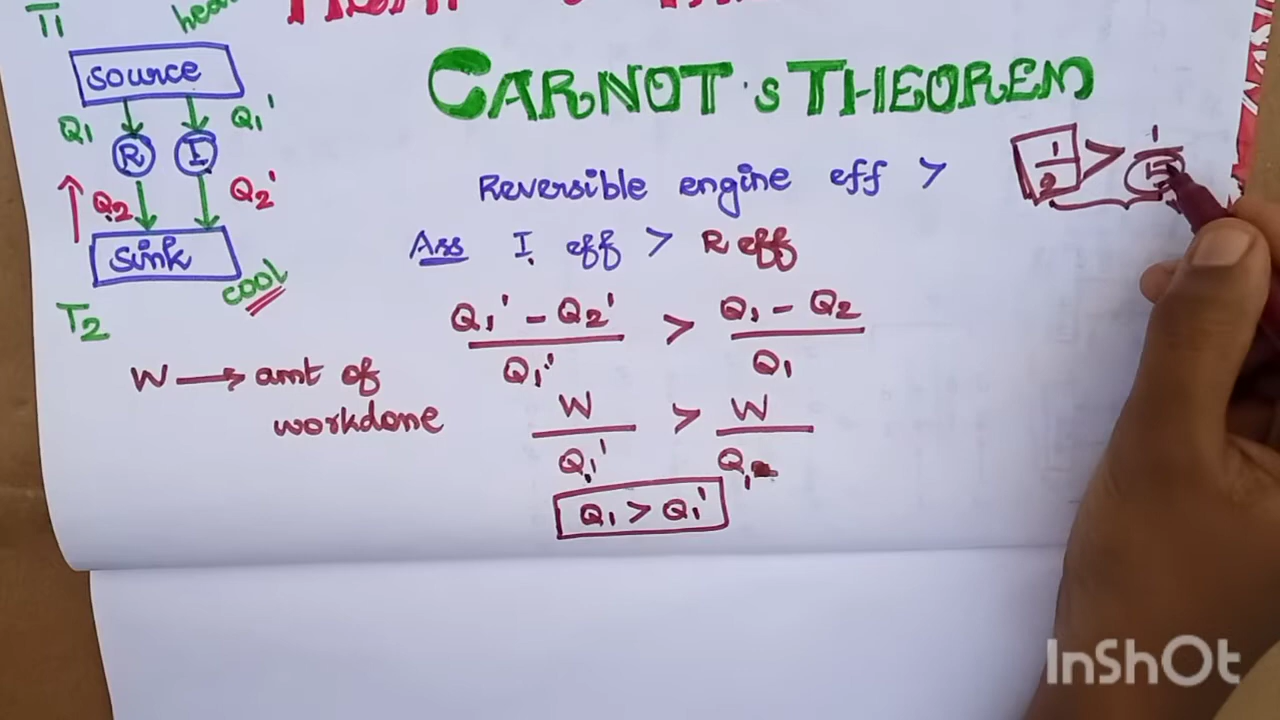 T1
source
Q1
Q1'
R
I
Q2
Q2'
sink
cool
T2
CARNOT'S THEOREM
Reversible engine eff >
1/2 > 1/5
Ass I eff > R eff
Q1' - Q2' / Q1' > Q1 - Q2 / Q1
W → amt of
workdone
W / Q1' > W / Q1
Q1 > Q1'
InShOt